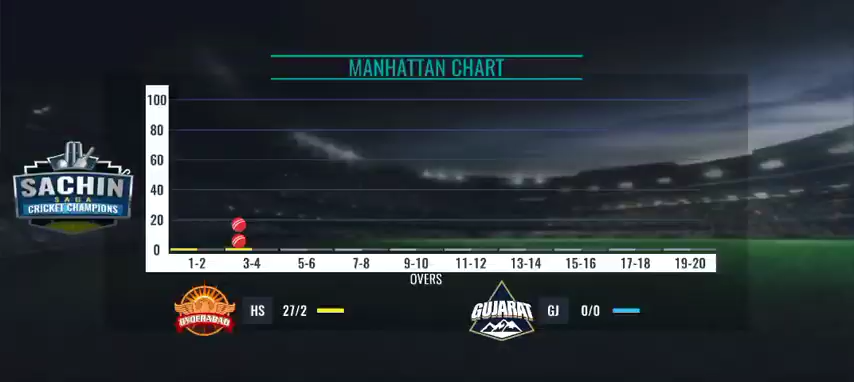 MANHATTAN CHART
100
80
60
40
20
0
1-2 3-4 5-6 7-8 9-10 11-12 13-14 15-16 17-18 19-20
OVERS
SACHIN
SAGA
CRICKET CHAMPIONS
HYDERABAD
HS 27/2
GUJARAT
GJ 0/0